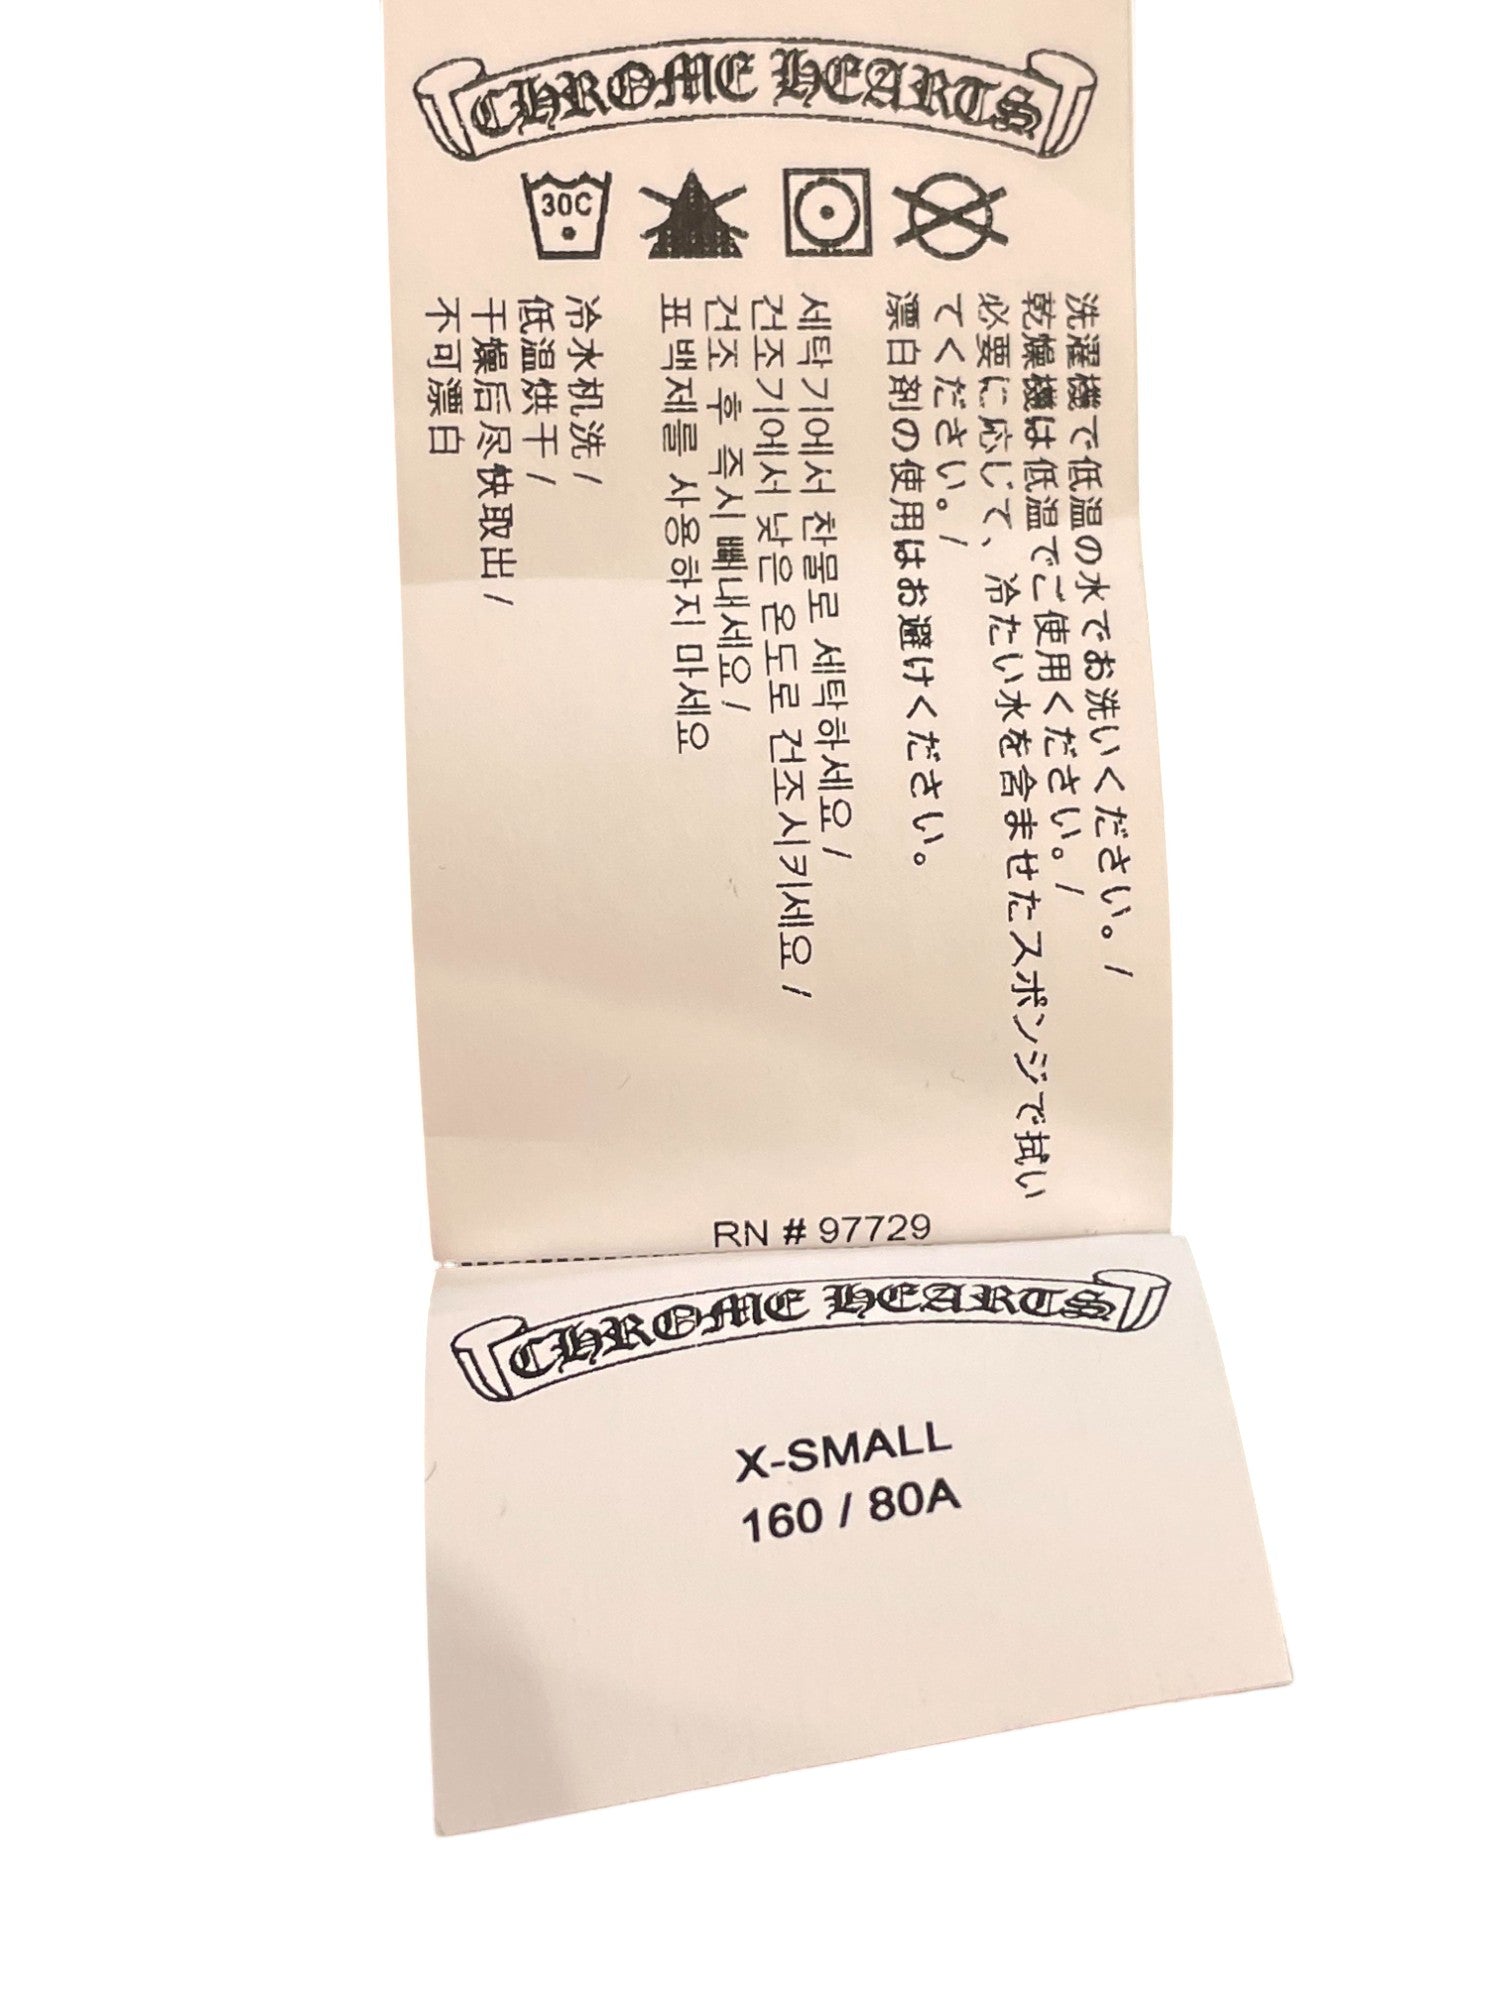 CHROME HEARTS
30C
洗濯機で低温の水でお洗いください。/
乾燥機は低温でご使用ください。/
必要に応じて、冷たい水を含ませたスポンジで拭い
てください。/
漂白剤の使用はお避けください。
세탁기에서 찬물로 세탁하세요/
건조기에서 낮은 온도로 건조시키세요/
건조 후 즉시 빼내세요/
표백제를 사용하지 마세요
冷水机洗/
低温烘干/
干燥后尽快取出/
不可漂白
RN # 97729
CHROME HEARTS
X-SMALL
160 / 80A